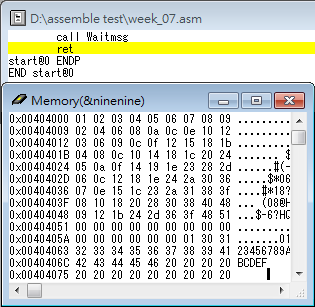 D:\assemble test\week_07.asm
call Waitmsg
ret
start@0 ENDP
END start@0
Memory(&ninenine)
0x00404000 01 02 03 04 05 06 07 08 09 .........
0x00404009 02 04 06 08 0a 0c 0e 10 12 .........
0x00404012 03 06 09 0c 0f 12 15 18 1b .........
0x0040401B 04 08 0c 10 14 18 1c 20 24 ....... $
0x00404024 05 0a 0f 14 19 1e 23 28 2d ......#(-
0x0040402D 06 0c 12 18 1e 24 2a 30 36 .....$*06
0x00404036 07 0e 15 1c 23 2a 31 38 3f ....#*18?
0x0040403F 08 10 18 20 28 30 38 40 48 ... (08@H
0x00404048 09 12 1b 24 2d 36 3f 48 51 ...$-6?HQ
0x00404051 00 00 00 00 00 00 00 00 00 .........
0x0040405A 00 00 00 00 00 00 01 30 31 .......01
0x00404063 32 33 34 35 36 37 38 39 41 23456789A
0x0040406C 42 43 44 45 46 20 20 20 20 BCDEF
0x00404075 20 20 20 20 20 20 20 20 20